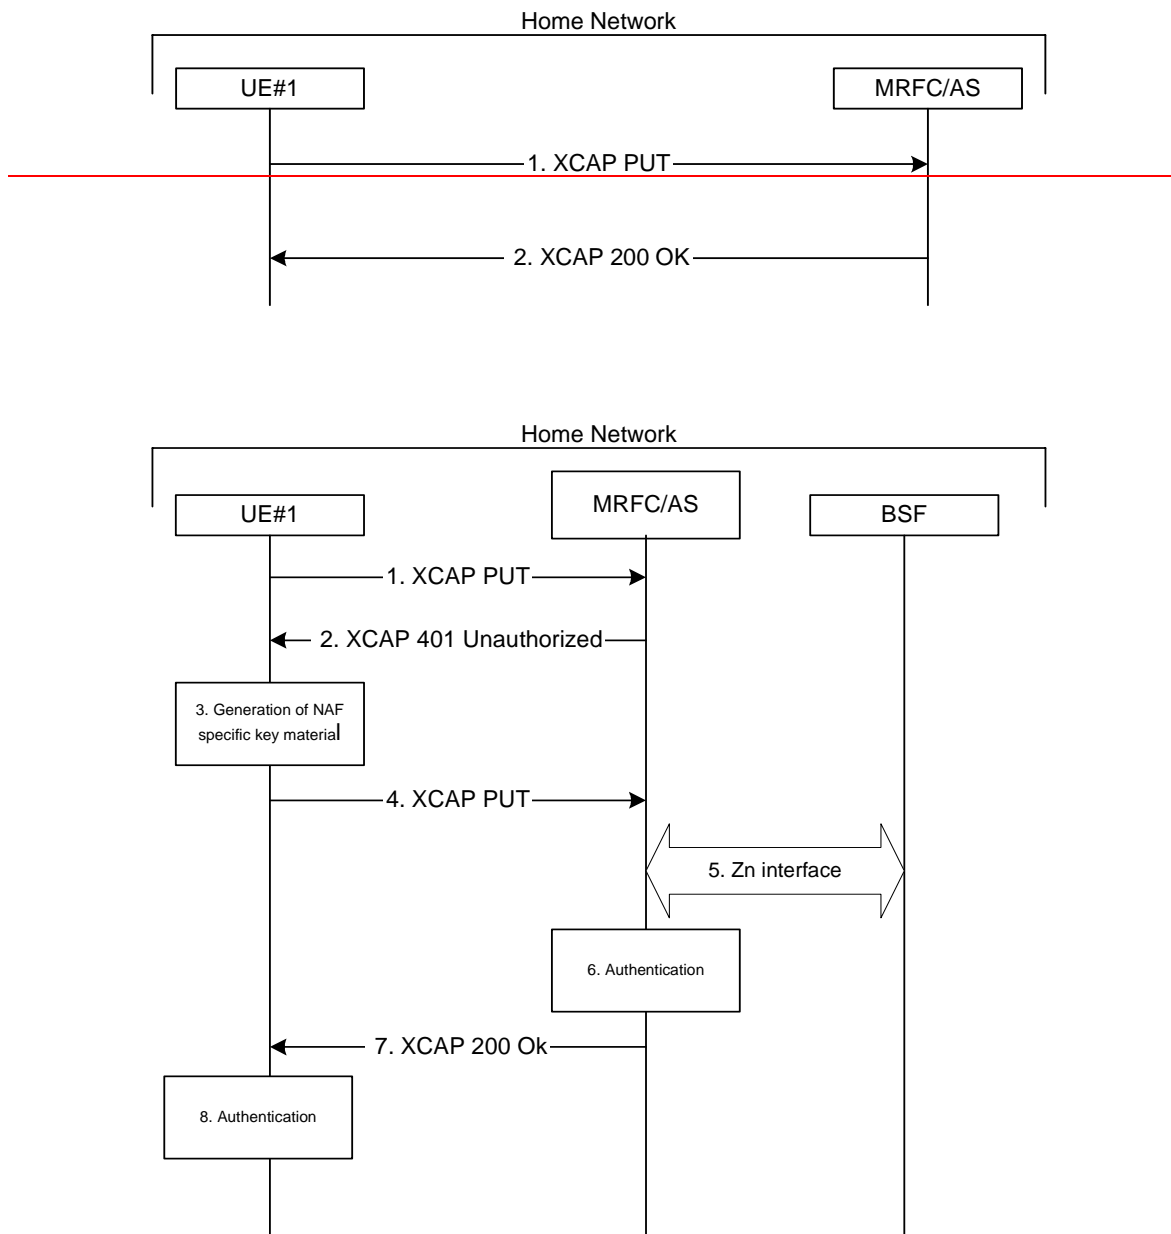 Home Network
UE#1
MRFC/AS
1. XCAP PUT
2. XCAP 200 OK
Home Network
UE#1
MRFC/AS
BSF
1. XCAP PUT
2. XCAP 401 Unauthorized
3. Generation of NAF
specific key material
4. XCAP PUT
5. Zn interface
6. Authentication
7. XCAP 200 Ok
8. Authentication